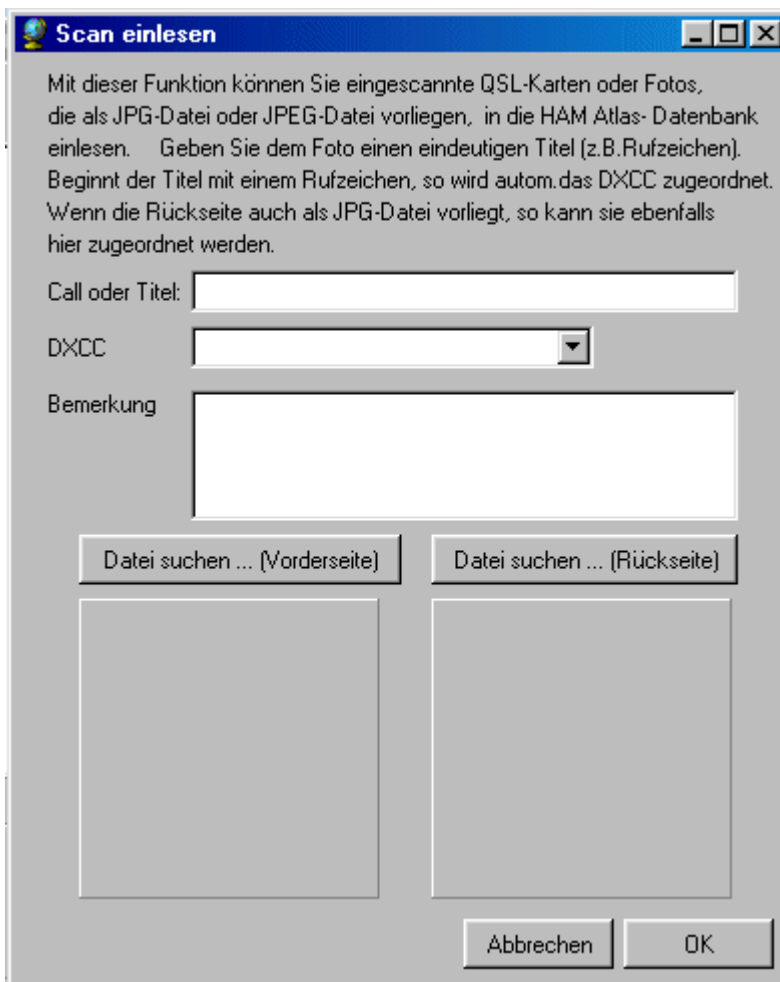 Scan einlesen
Mit dieser Funktion können Sie eingescannte QSL-Karten oder Fotos,
die als JPG-Datei oder JPEG-Datei vorliegen, in die HAM Atlas- Datenbank
einlesen. Geben Sie dem Foto einen eindeutigen Titel (z.B.Rufzeichen).
Beginnt der Titel mit einem Rufzeichen, so wird autom.das DXCC zugeordnet.
Wenn die Rückseite auch als JPG-Datei vorliegt, so kann sie ebenfalls
hier zugeordnet werden.
Call oder Titel:
DXCC
Bemerkung
Datei suchen ... (Vorderseite) Datei suchen ... (Rückseite)
Abbrechen OK